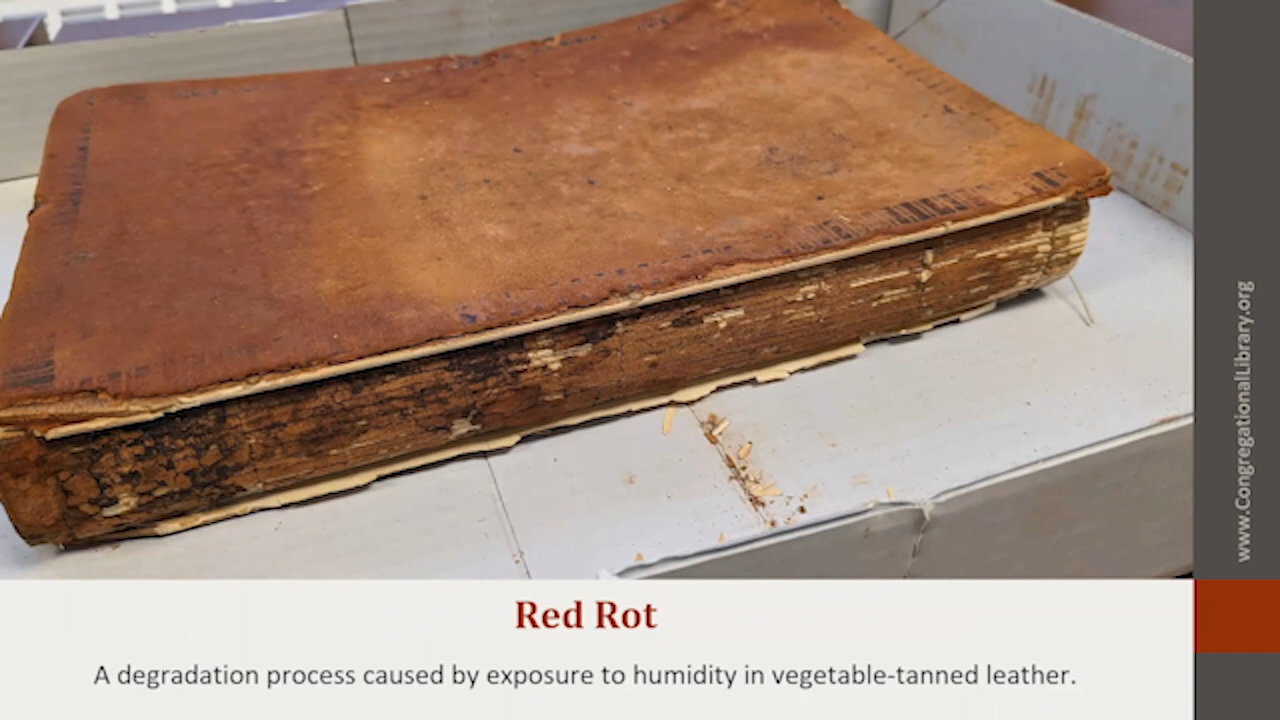 Red Rot
A degradation process caused by exposure to humidity in vegetable-tanned leather.
www.CongregationalLibrary.org